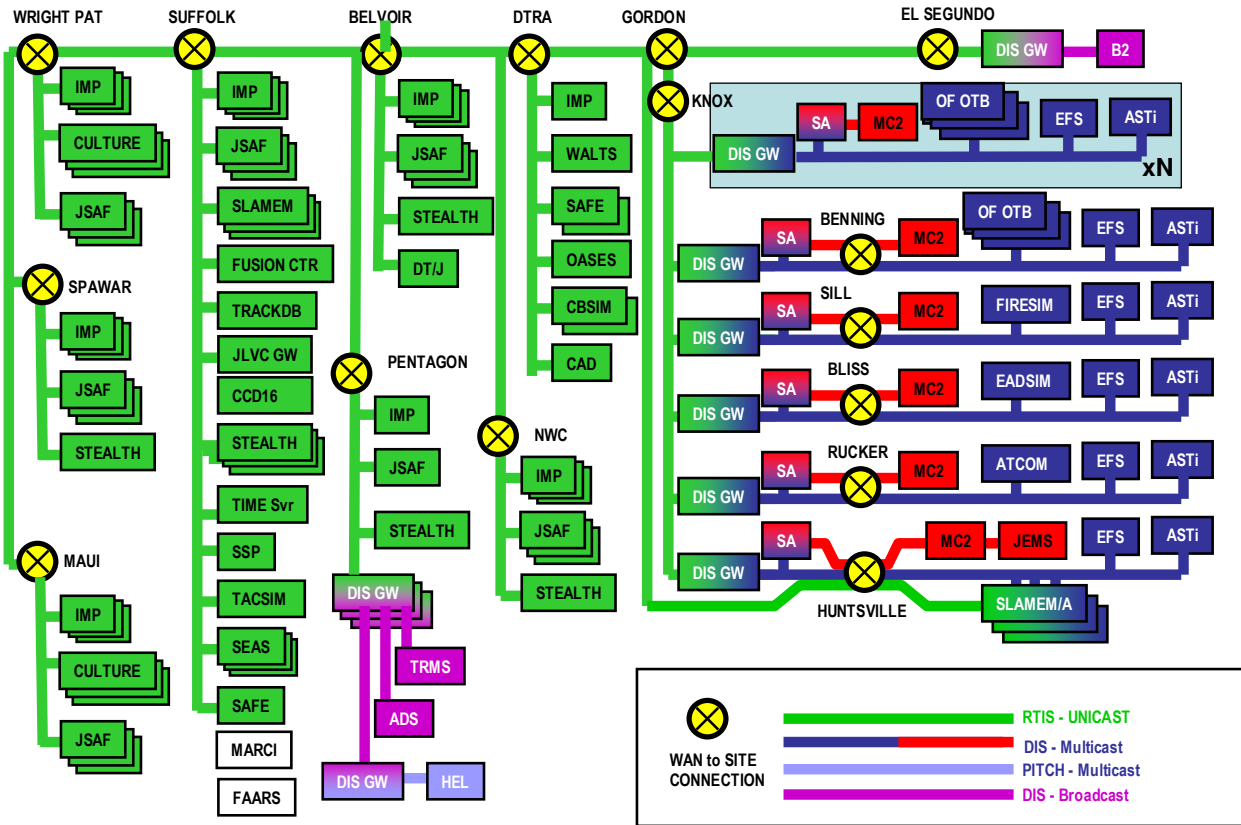 WRIGHT PAT
SUFFOLK
BELVOIR
DTRA
GORDON
EL SEGUNDO
IMP
CULTURE
JSAF
SPAWAR
IMP
JSAF
STEALTH
MAUI
IMP
CULTURE
JSAF
IMP
JSAF
SLAMEM
FUSION CTR
TRACKDB
JLVC GW
CCD16
STEALTH
TIME Svr
SSP
TACSIM
SEAS
SAFE
MARCI
FAARS
IMP
JSAF
STEALTH
DT/J
PENTAGON
IMP
JSAF
STEALTH
DIS GW
TRMS
ADS
DIS GW
HEL
IMP
WALTS
SAFE
OASES
CBSIM
CAD
NWC
IMP
JSAF
STEALTH
DIS GW
B2
KNOX
DIS GW
SA
MC2
OF OTB
EFS
ASTi
xN
BENNING
DIS GW
SA
MC2
OF OTB
EFS
ASTi
SILL
DIS GW
SA
MC2
FIRESIM
EFS
ASTi
BLISS
DIS GW
SA
MC2
EADSIM
EFS
ASTi
RUCKER
DIS GW
SA
MC2
ATCOM
EFS
ASTi
DIS GW
SA
MC2
JEMS
EFS
ASTi
HUNTSVILLE
SLAMEM/A
WAN to SITE
CONNECTION
RTIS - UNICAST
DIS - Multicast
PITCH - Multicast
DIS - Broadcast